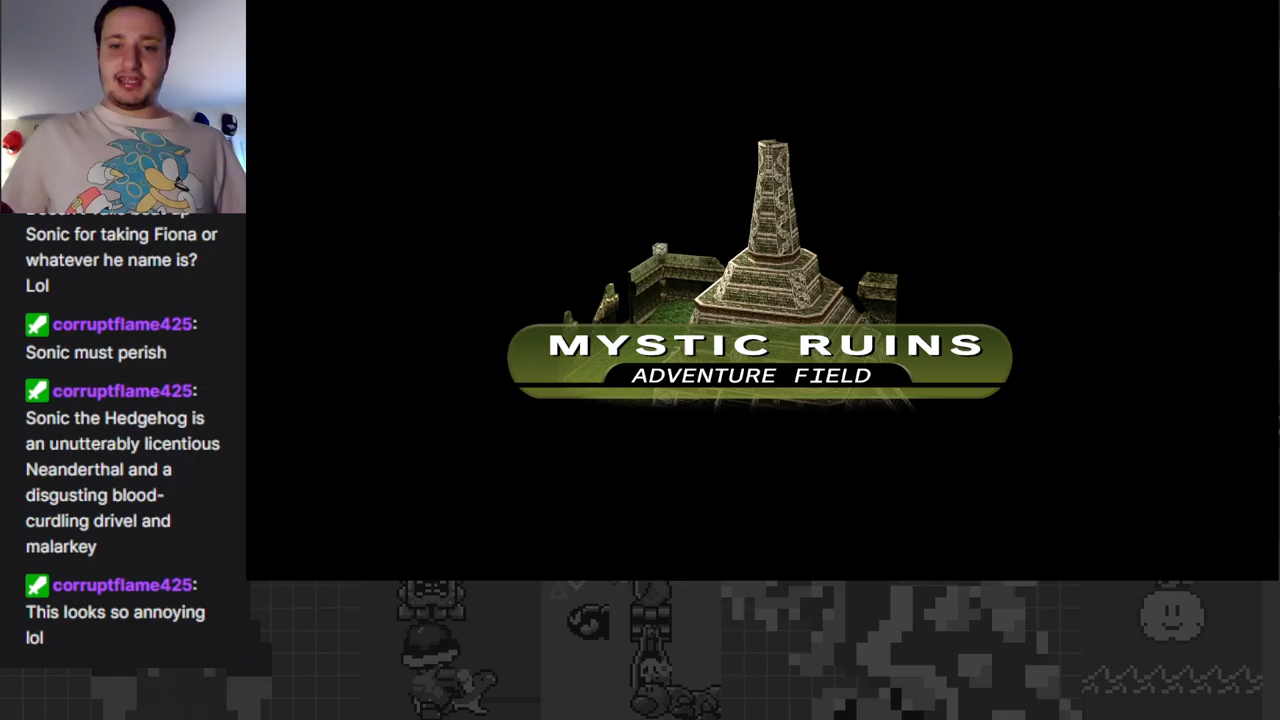 Sonic for taking Fiona or
whatever he name is?
Lol
corruptflame425:
Sonic must perish
corruptflame425:
Sonic the Hedgehog is
an unutterably licentious
Neanderthal and a
disgusting blood-
curdling drivel and
malarkey
corruptflame425:
This looks so annoying
lol
MYSTIC RUINS
ADVENTURE FIELD